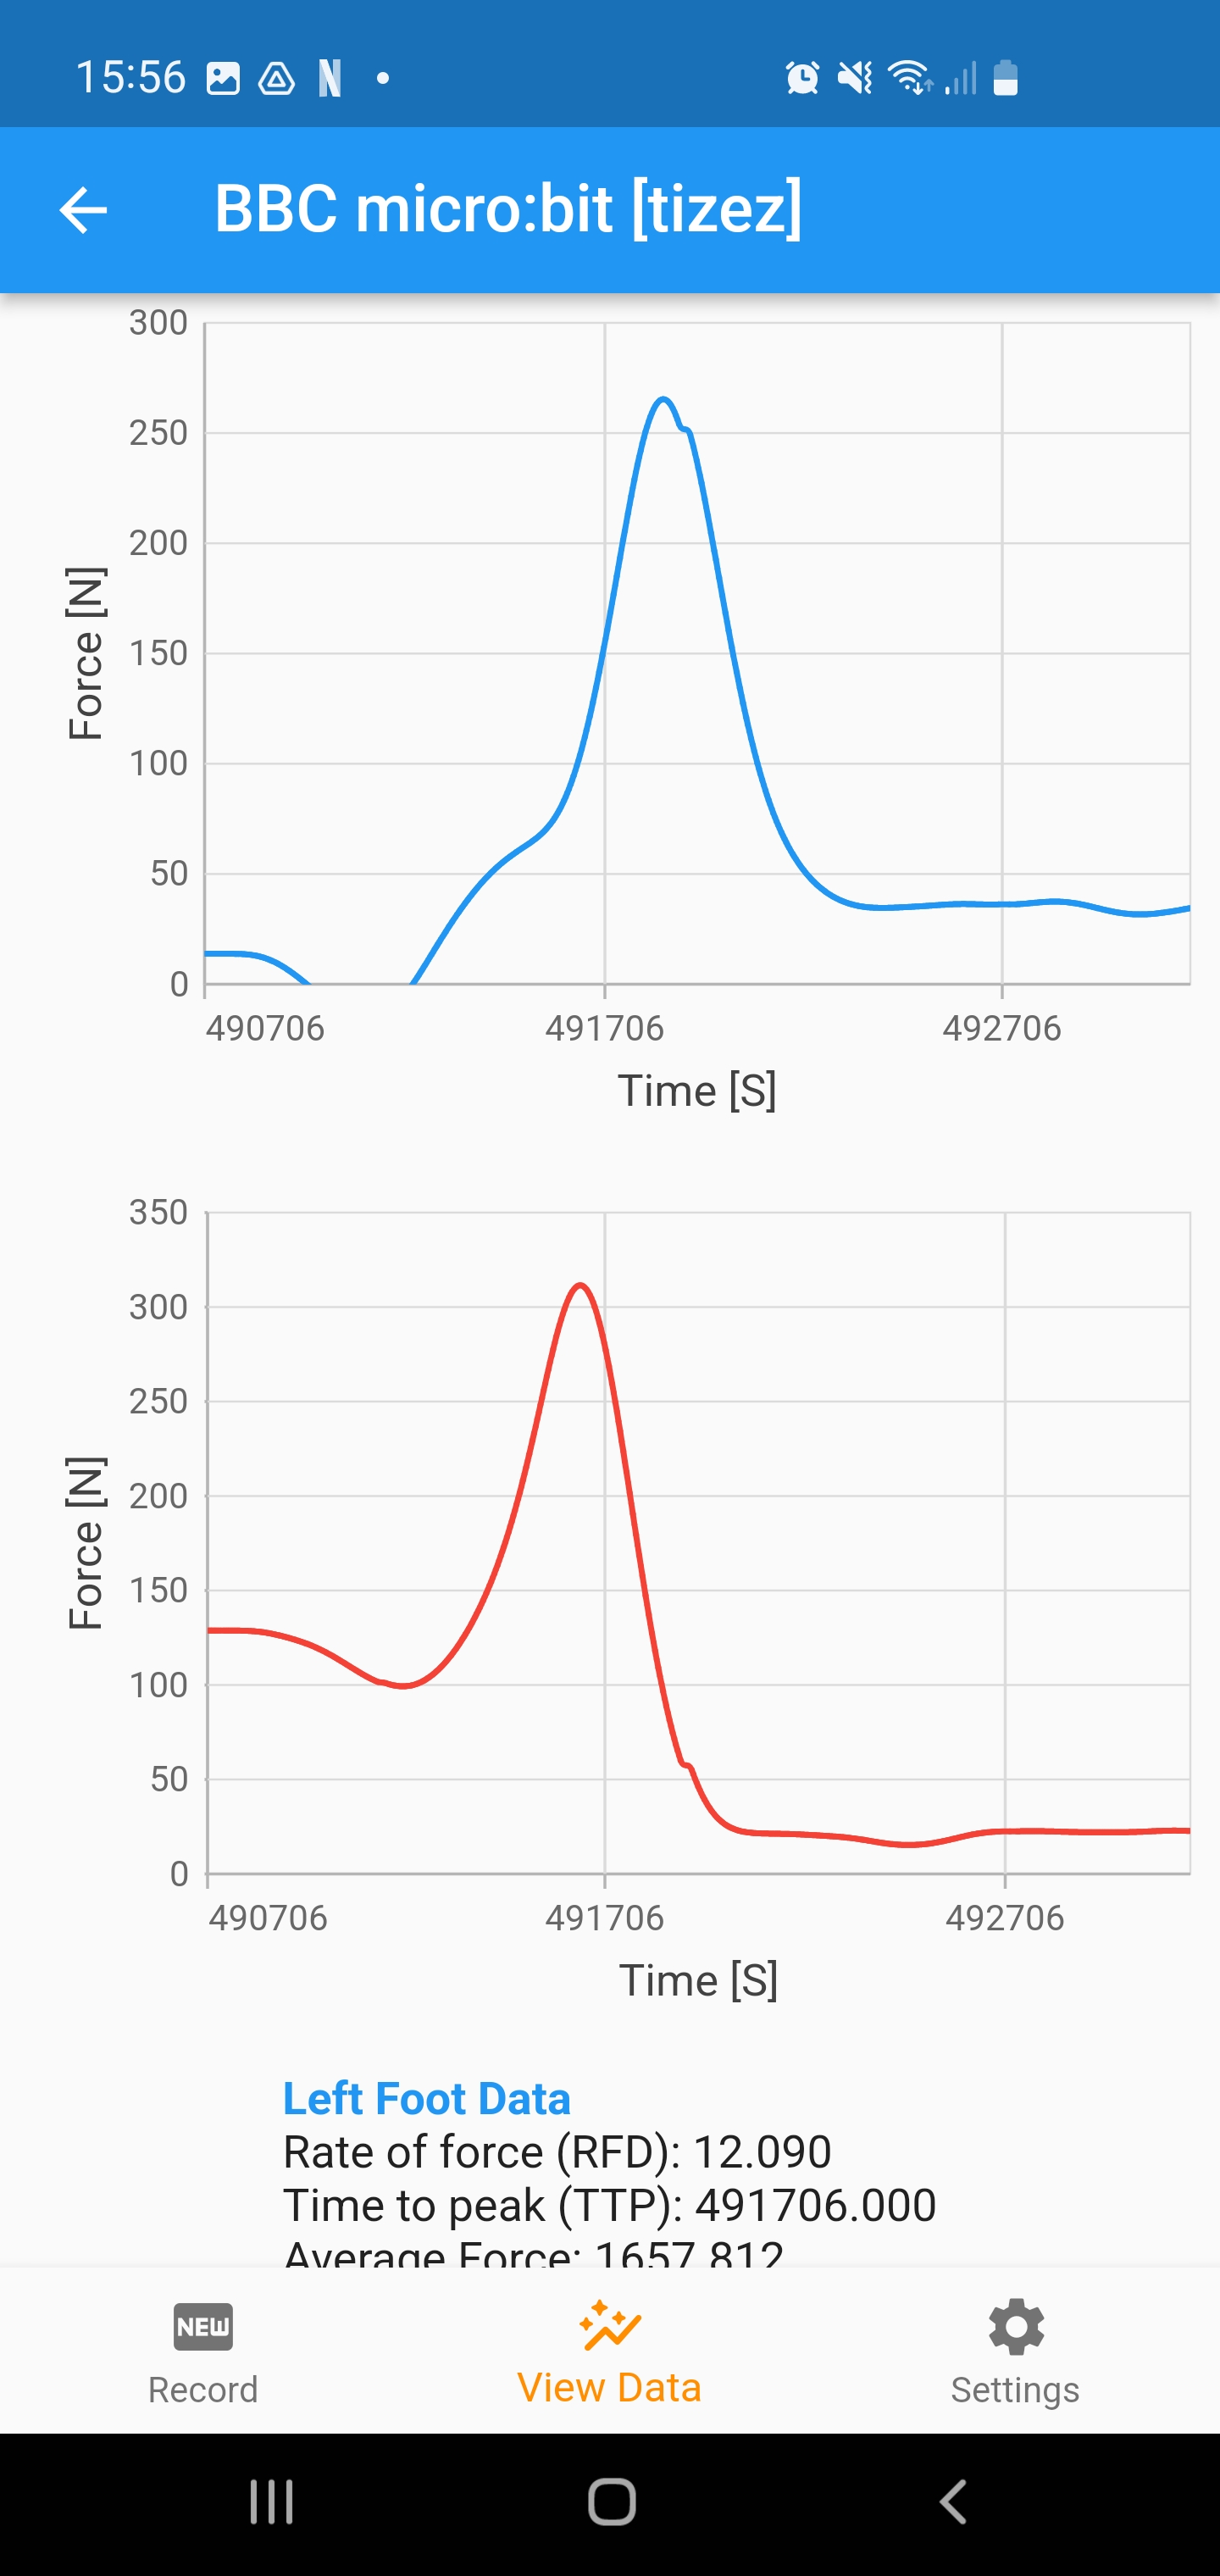 15:56
BBC micro:bit [tizez]
300
250
200
150
100
50
0
Force [N]
490706 491706 492706
Time [S]
350
300
250
200
150
100
50
0
Force [N]
490706 491706 492706
Time [S]
Left Foot Data
Rate of force (RFD): 12.090
Time to peak (TTP): 491706.000
Average Force: 1657.812
NEW
Record View Data Settings